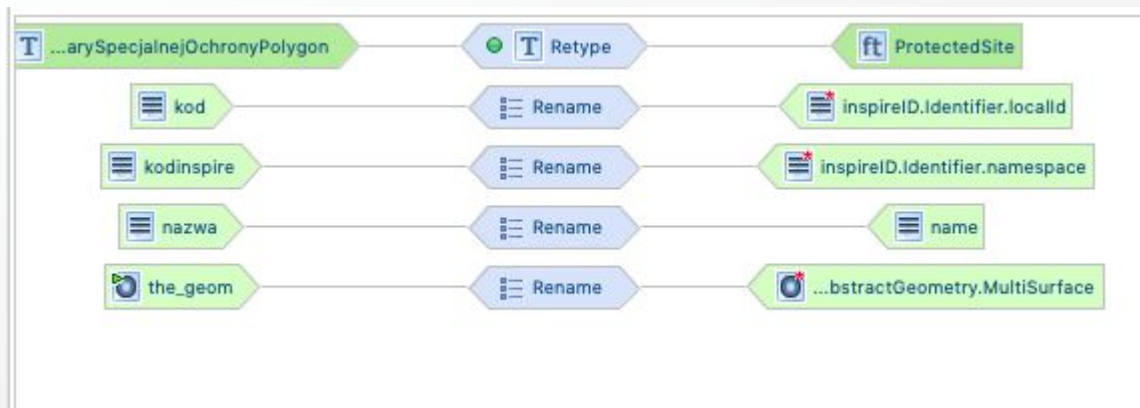 T ...arySpecjalnejOchronyPolygon T Retype ft ProtectedSite
kod Rename inspireID.Identifier.localId
kodinspire Rename inspireID.Identifier.namespace
nazwa Rename name
the_geom Rename ...bstractGeometry.MultiSurface